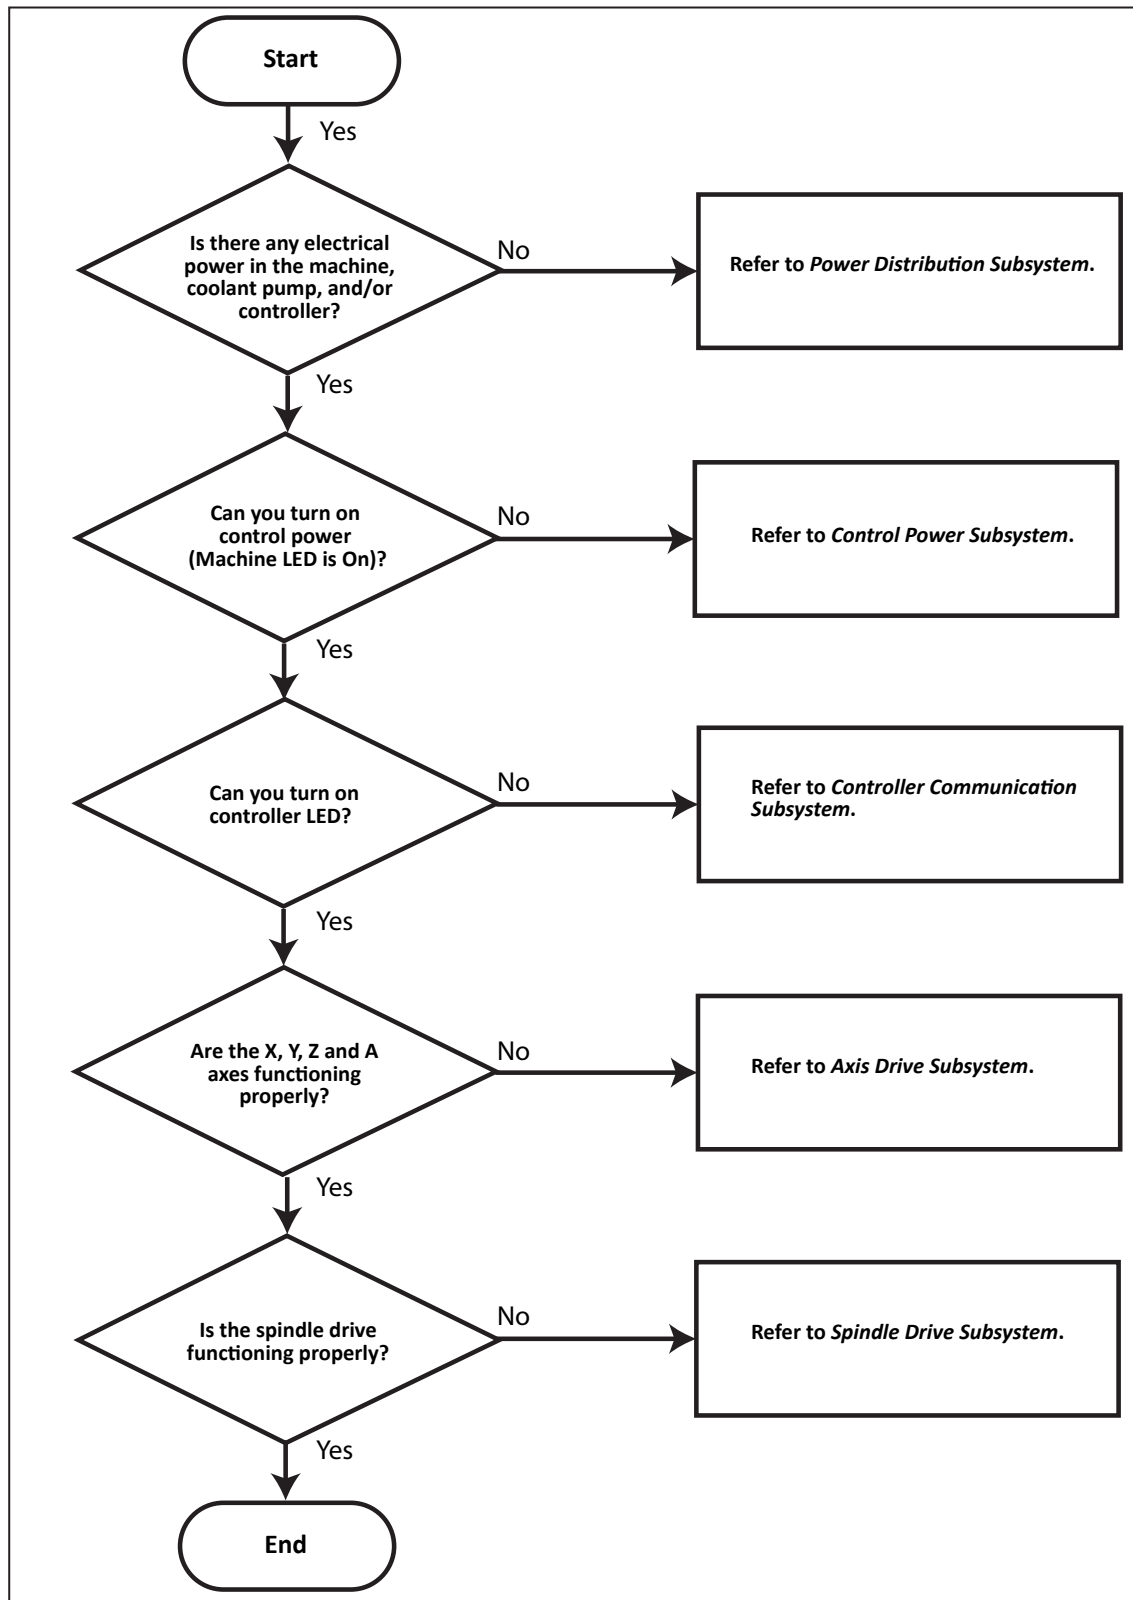 Start
Yes
Is there any electrical
power in the machine,
coolant pump, and/or
controller?
No
Refer to Power Distribution Subsystem.
Yes
Can you turn on
control power
(Machine LED is On)?
No
Refer to Control Power Subsystem.
Yes
Can you turn on
controller LED?
No
Refer to Controller Communication
Subsystem.
Yes
Are the X, Y, Z and A
axes functioning
properly?
No
Refer to Axis Drive Subsystem.
Yes
Is the spindle drive
functioning properly?
No
Refer to Spindle Drive Subsystem.
Yes
End